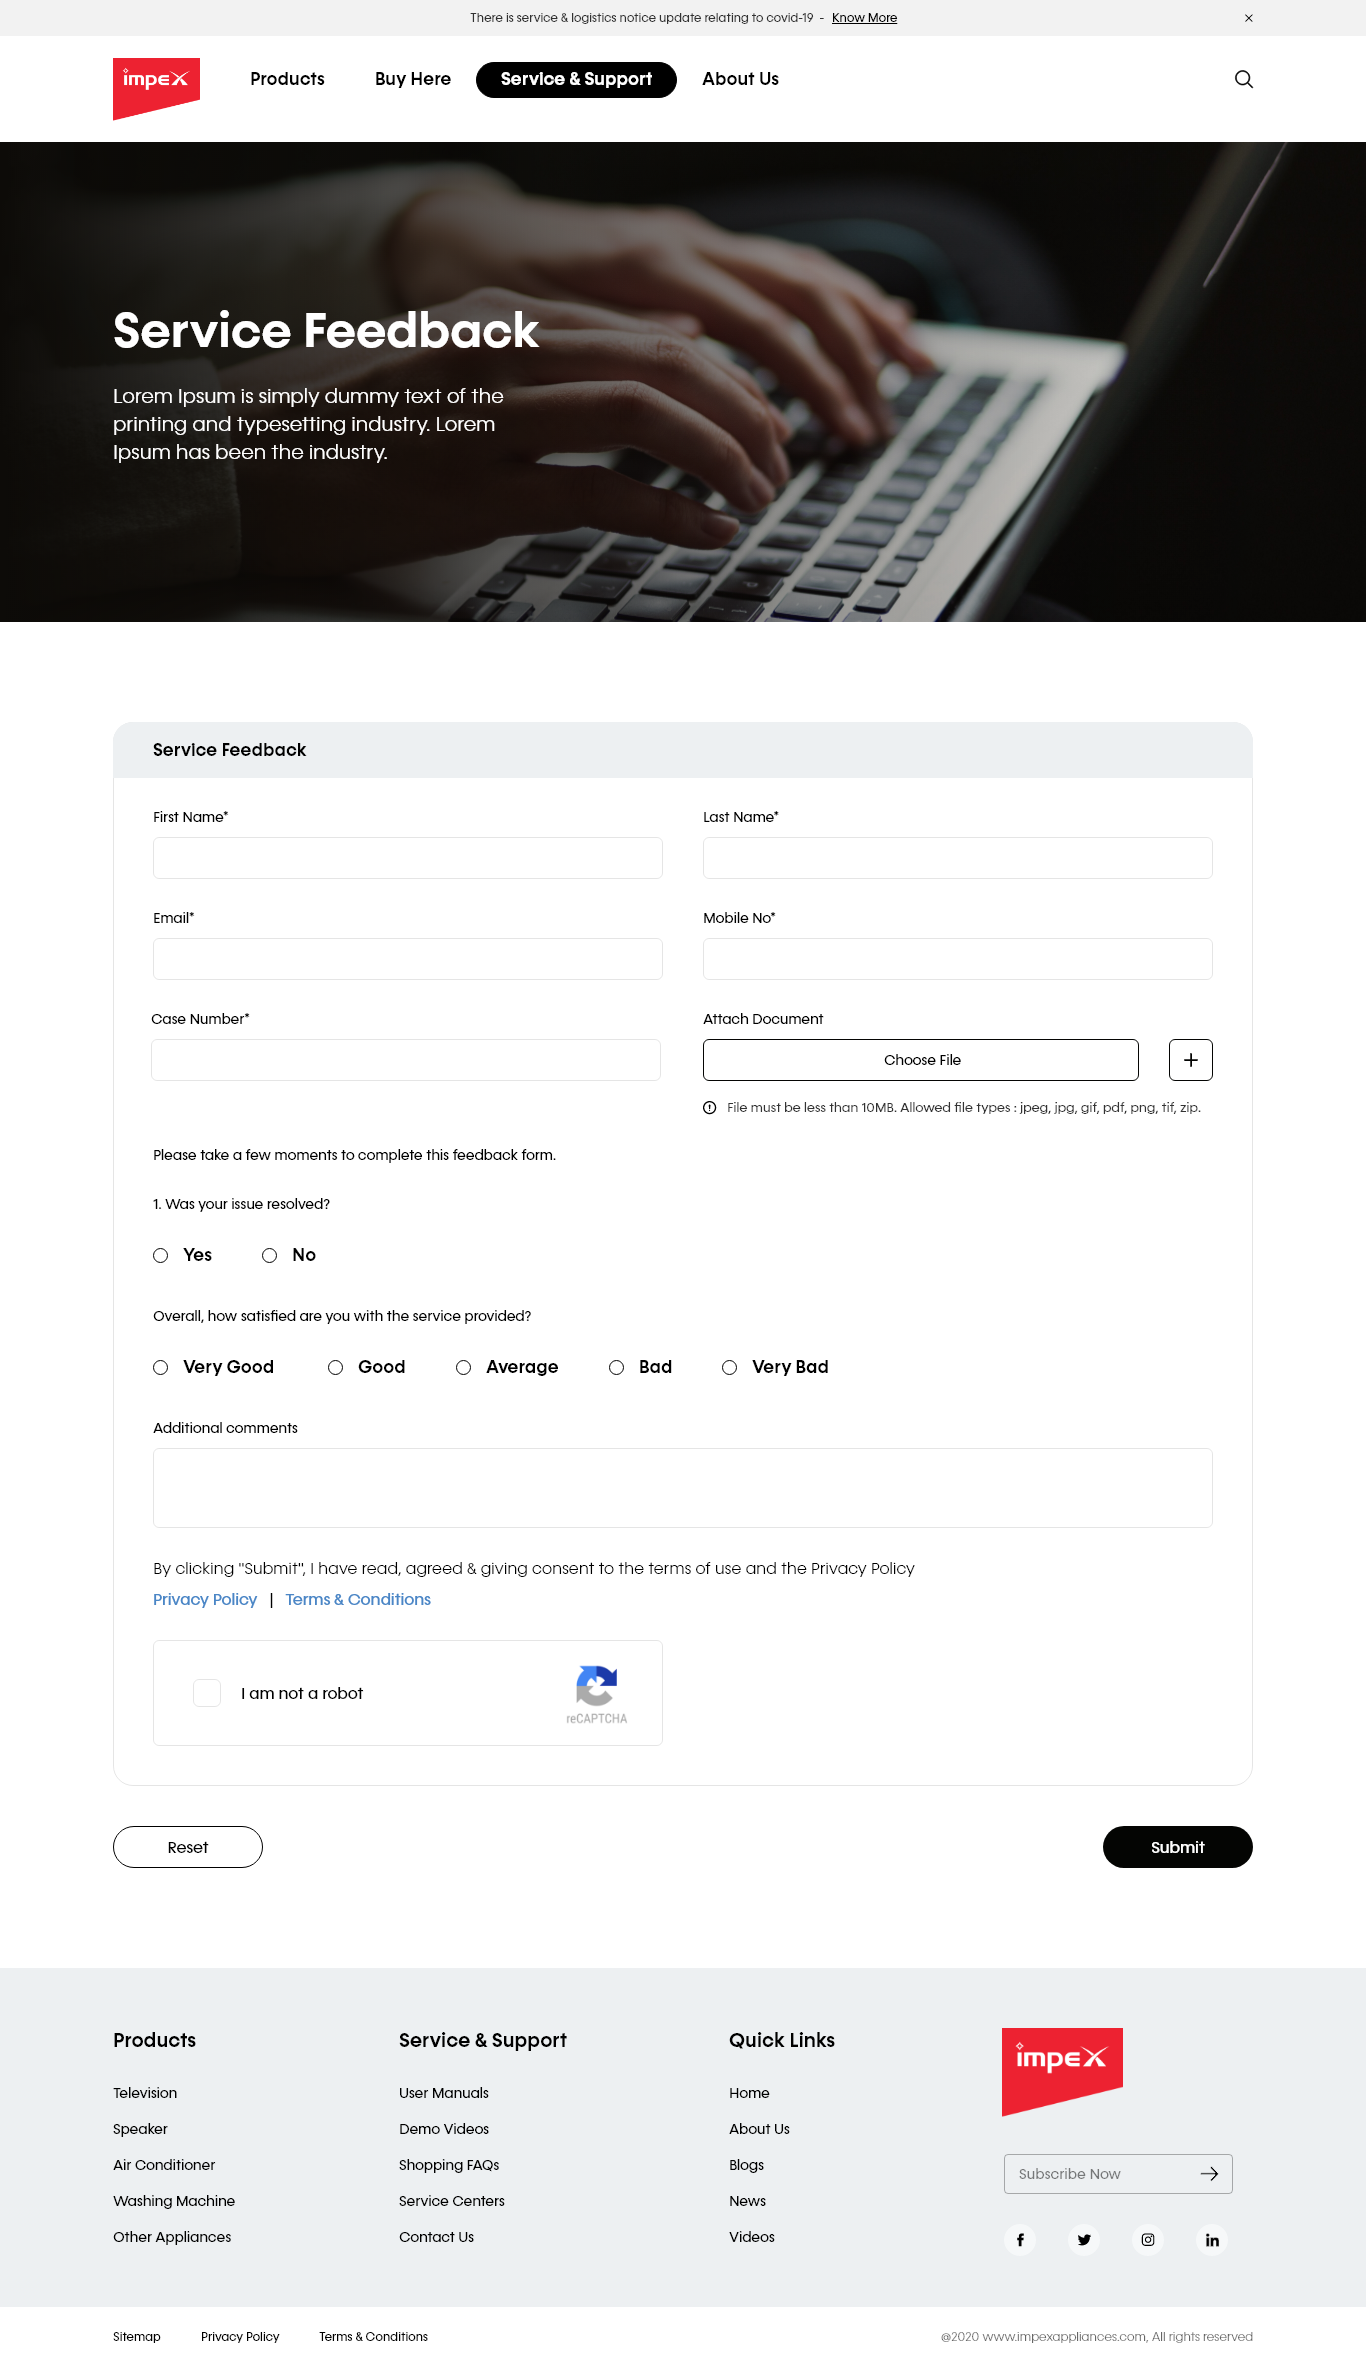 There is service & logistics notice update relating to covid-19 - Know More
impex
Products
Buy Here
Service & Support
About Us
Service Feedback
Lorem Ipsum is simply dummy text of the
printing and typesetting industry. Lorem
Ipsum has been the industry.
Service Feedback
First Name*
Last Name*
Email*
Mobile No*
Case Number*
Attach Document
Choose File
File must be less than 10MB. Allowed file types : jpeg, jpg, gif, pdf, png, tif, zip.
Please take a few moments to complete this feedback form.
1. Was your issue resolved?
Yes
No
Overall, how satisfied are you with the service provided?
Very Good
Good
Average
Bad
Very Bad
Additional comments
By clicking "Submit", I have read, agreed & giving consent to the terms of use and the Privacy Policy
Privacy Policy | Terms & Conditions
I am not a robot
reCAPTCHA
Reset
Submit
Products
Television
Speaker
Air Conditioner
Washing Machine
Other Appliances
Service & Support
User Manuals
Demo Videos
Shopping FAQs
Service Centers
Contact Us
Quick Links
Home
About Us
Blogs
News
Videos
impex
Subscribe Now
Sitemap
Privacy Policy
Terms & Conditions
@2020 www.impexappliances.com, All rights reserved